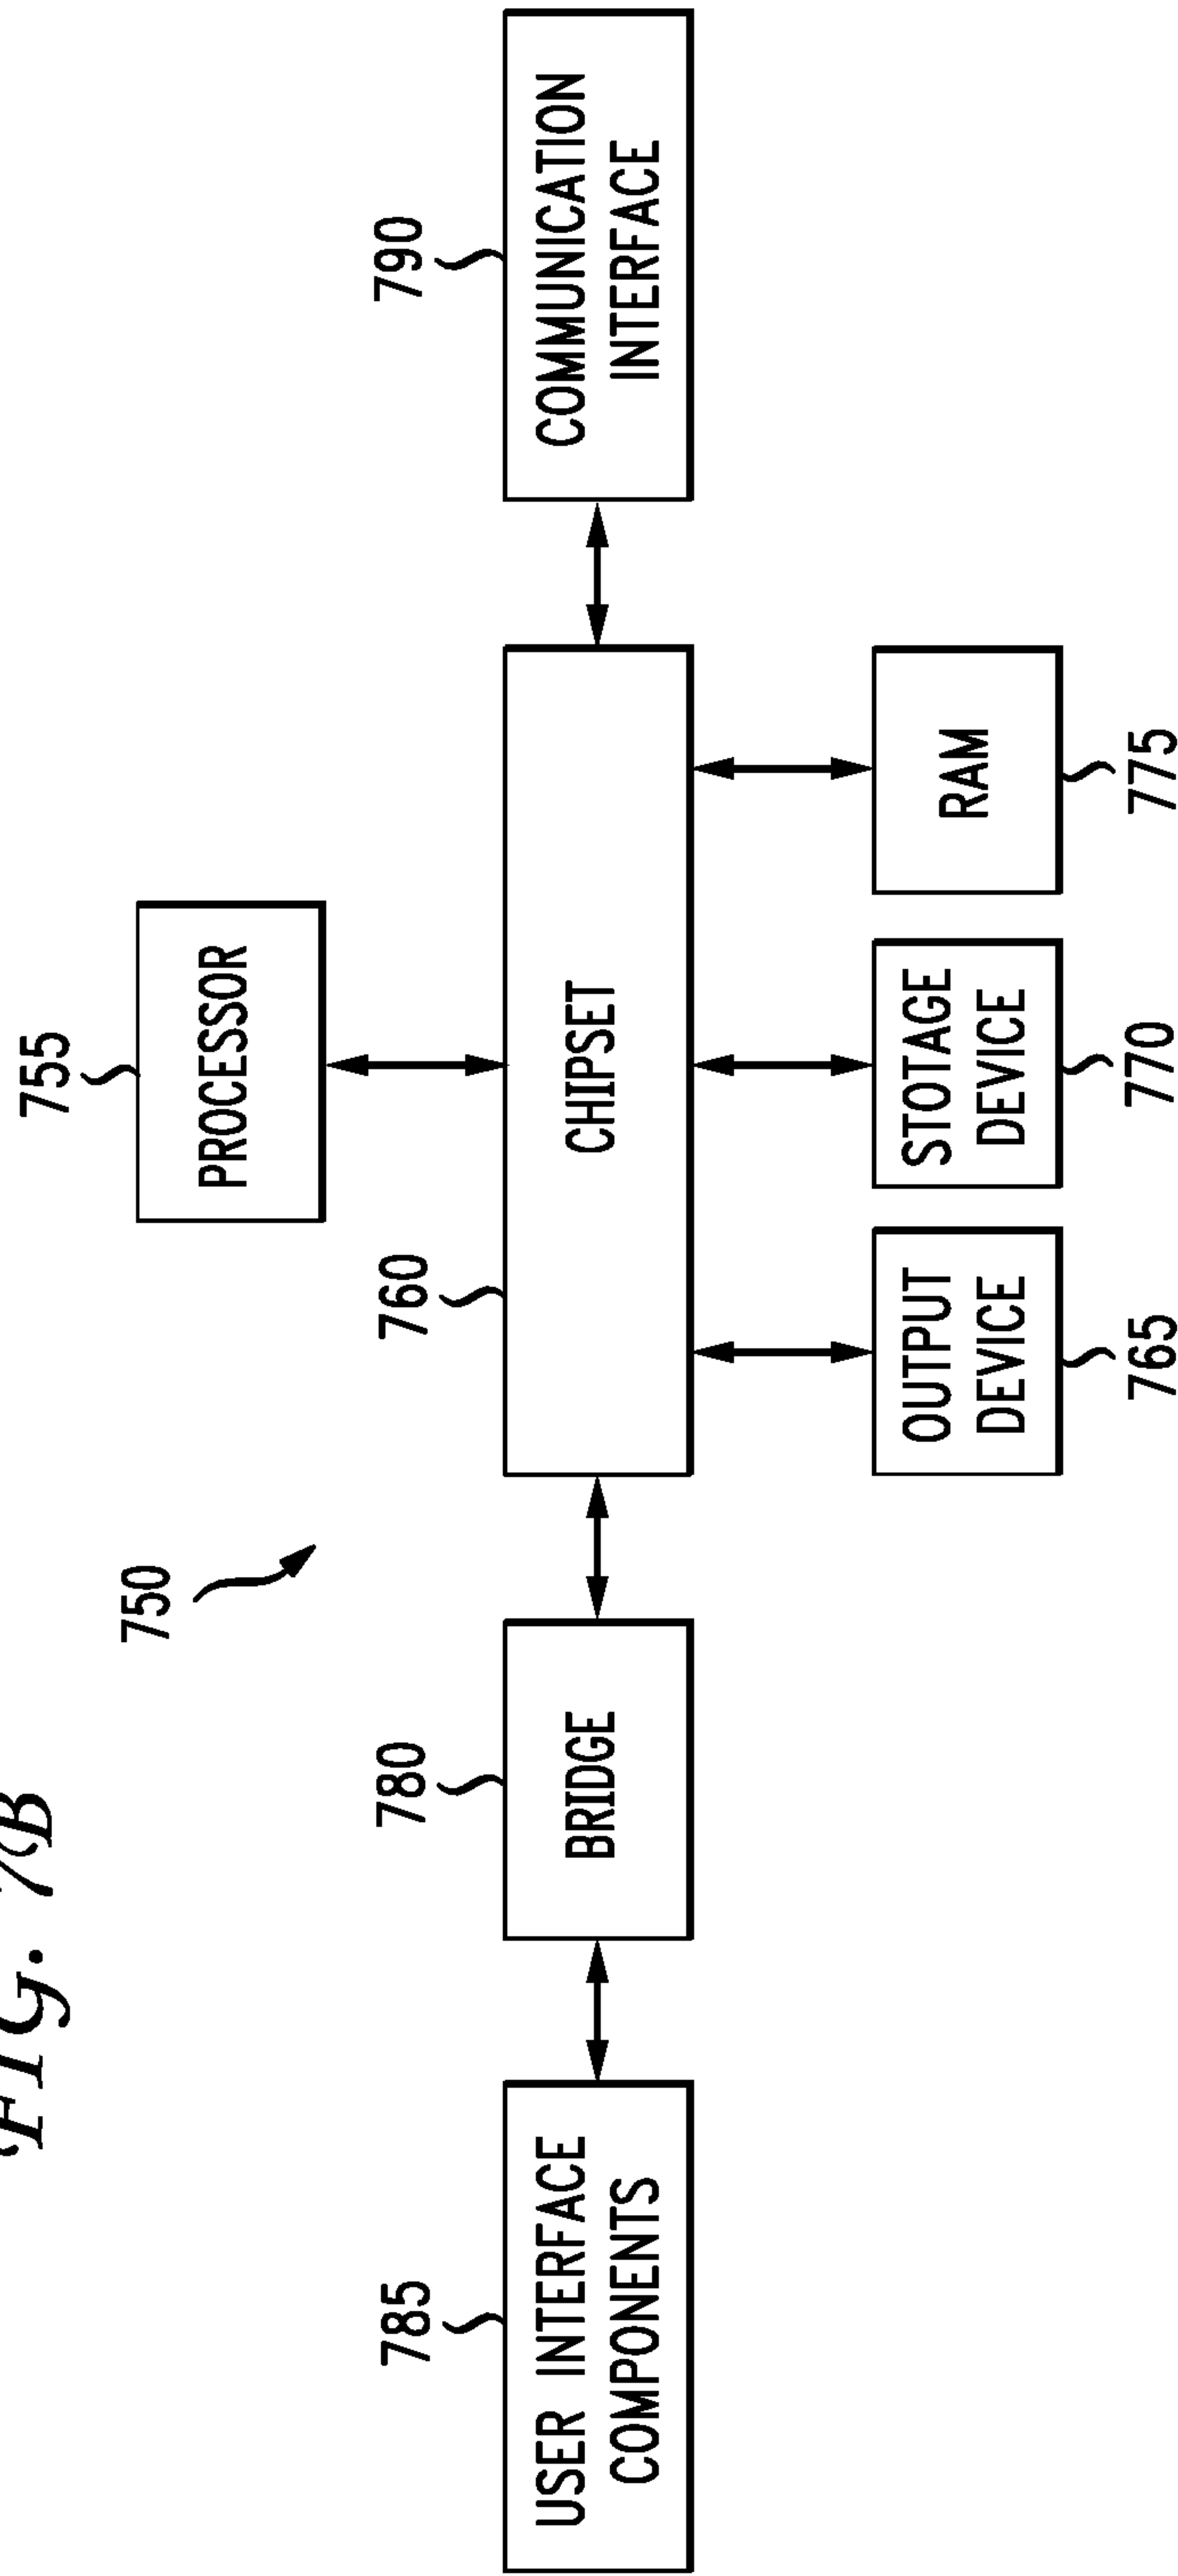 FIG. 7B
750
755
PROCESSOR
785
USER INTERFACE
COMPONENTS
780
BRIDGE
760
CHIPSET
790
COMMUNICATION
INTERFACE
OUTPUT
DEVICE
765
STOTAGE
DEVICE
770
RAM
775